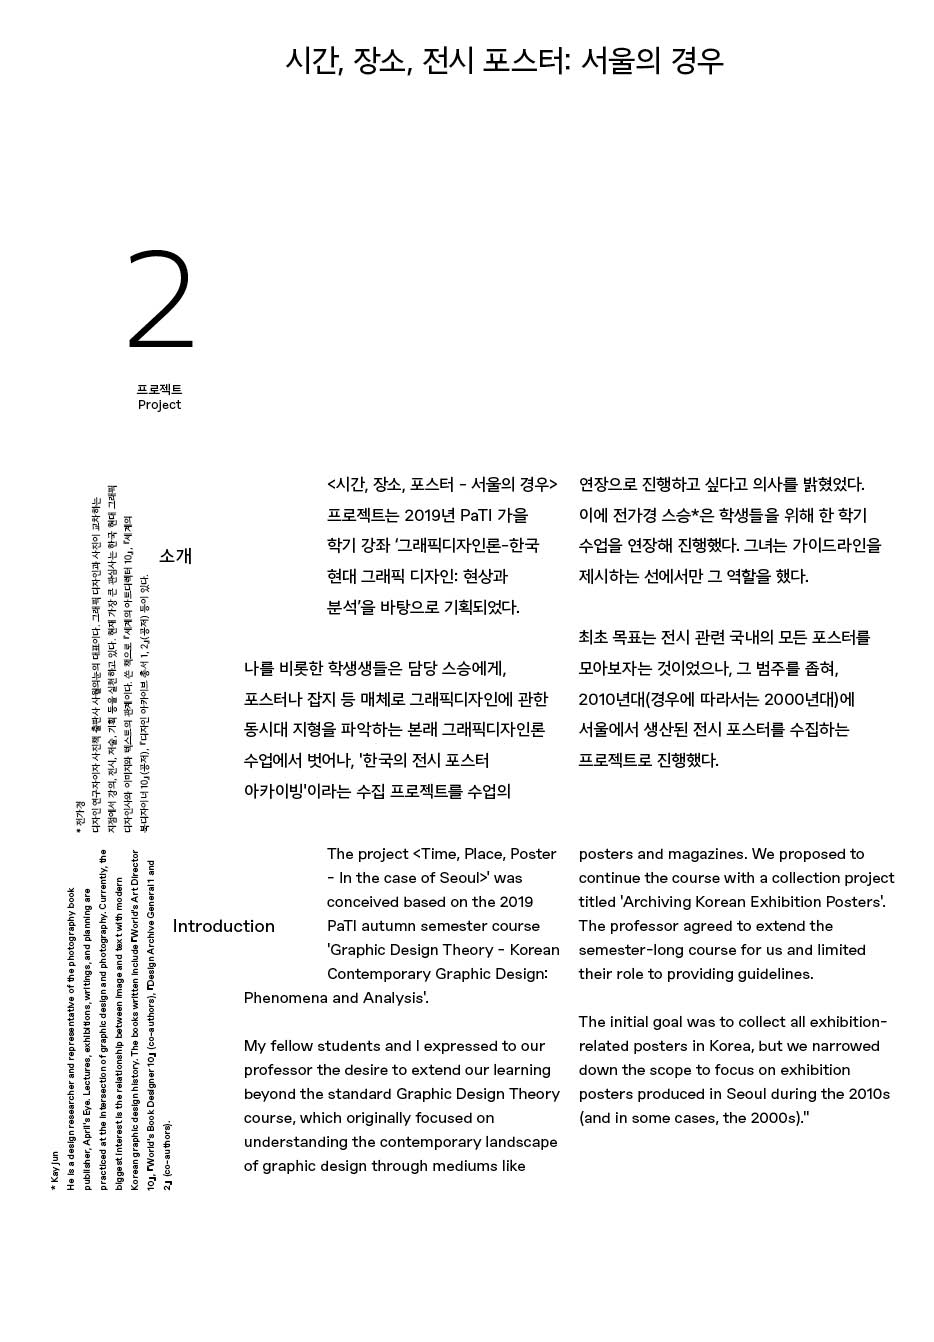 시간, 장소, 전시 포스터: 서울의 경우
2
프로젝트
Project
소개
<시간, 장소, 포스터 - 서울의 경우>
프로젝트는 2019년 PaTI 가을
학기 강좌 ‘그래픽디자인론-한국
현대 그래픽 디자인: 현상과
분석’을 바탕으로 기획되었다.
나를 비롯한 학생생들은 담당 스승에게,
포스터나 잡지 등 매체로 그래픽디자인에 관한
동시대 지형을 파악하는 본래 그래픽디자인론
수업에서 벗어나, '한국의 전시 포스터
아카이빙'이라는 수집 프로젝트를 수업의
연장으로 진행하고 싶다고 의사를 밝혔었다.
이에 전가경 스승*은 학생들을 위해 한 학기
수업을 연장해 진행했다. 그녀는 가이드라인을
제시하는 선에서만 그 역할을 했다.
최초 목표는 전시 관련 국내의 모든 포스터를
모아보자는 것이었으나, 그 범주를 좁혀,
2010년대(경우에 따라서는 2000년대)에
서울에서 생산된 전시 포스터를 수집하는
프로젝트로 진행했다.
* 전가경
디자인 연구자이자 사진책 출판사 사월의눈의 대표이다. 그래픽 디자인과 사진이 교차하는
지점에서 강의, 전시, 저술, 기획 등을 실천하고 있다. 현재 가장 큰 관심사는 한국 현대 그래픽
디자인사와 이미지와 텍스트의 관계이다. 쓴 책으로 『세계의 아트디렉터 10』, 『세계의
북디자이너 10』(공저), 『디자인 아카이브 총서 1, 2』(공저) 등이 있다.
Introduction
The project <Time, Place, Poster
- In the case of Seoul>' was
conceived based on the 2019
PaTI autumn semester course
'Graphic Design Theory - Korean
Contemporary Graphic Design:
Phenomena and Analysis'.
My fellow students and I expressed to our
professor the desire to extend our learning
beyond the standard Graphic Design Theory
course, which originally focused on
understanding the contemporary landscape
of graphic design through mediums like
posters and magazines. We proposed to
continue the course with a collection project
titled 'Archiving Korean Exhibition Posters'.
The professor agreed to extend the
semester-long course for us and limited
their role to providing guidelines.
The initial goal was to collect all exhibition-
related posters in Korea, but we narrowed
down the scope to focus on exhibition
posters produced in Seoul during the 2010s
(and in some cases, the 2000s)."
* Kay Jun
He is a design researcher and representative of the photography book
publisher, April's Eye. Lectures, exhibitions, writings, and planning are
practiced at the intersection of graphic design and photography. Currently, the
biggest interest is the relationship between image and text with modern
Korean graphic design history. The books written include『World's Art Director
10』,『World's Book Designer 10』(co-authors),『Design Archive General 1 and
2』(co-authors).